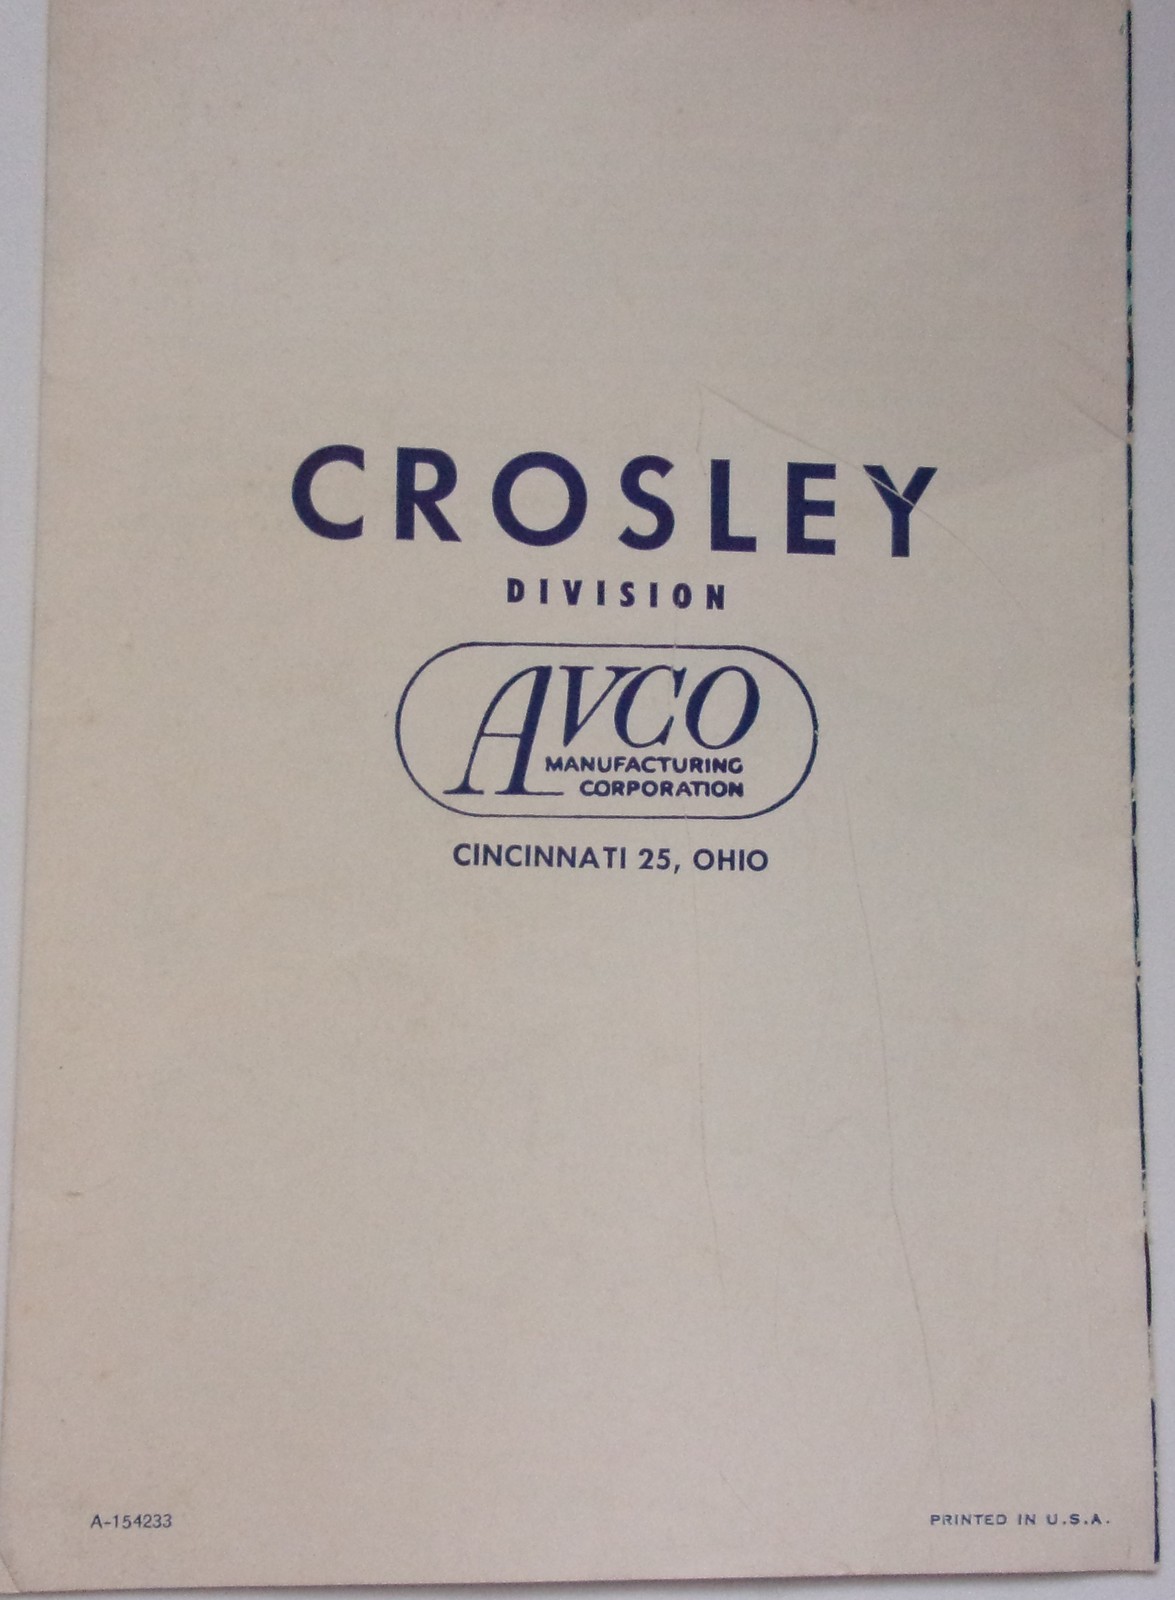 CROSLEY
DIVISION
AVCO
MANUFACTURING
CORPORATION
CINCINNATI 25, OHIO
A-154233
PRINTED IN U.S.A.